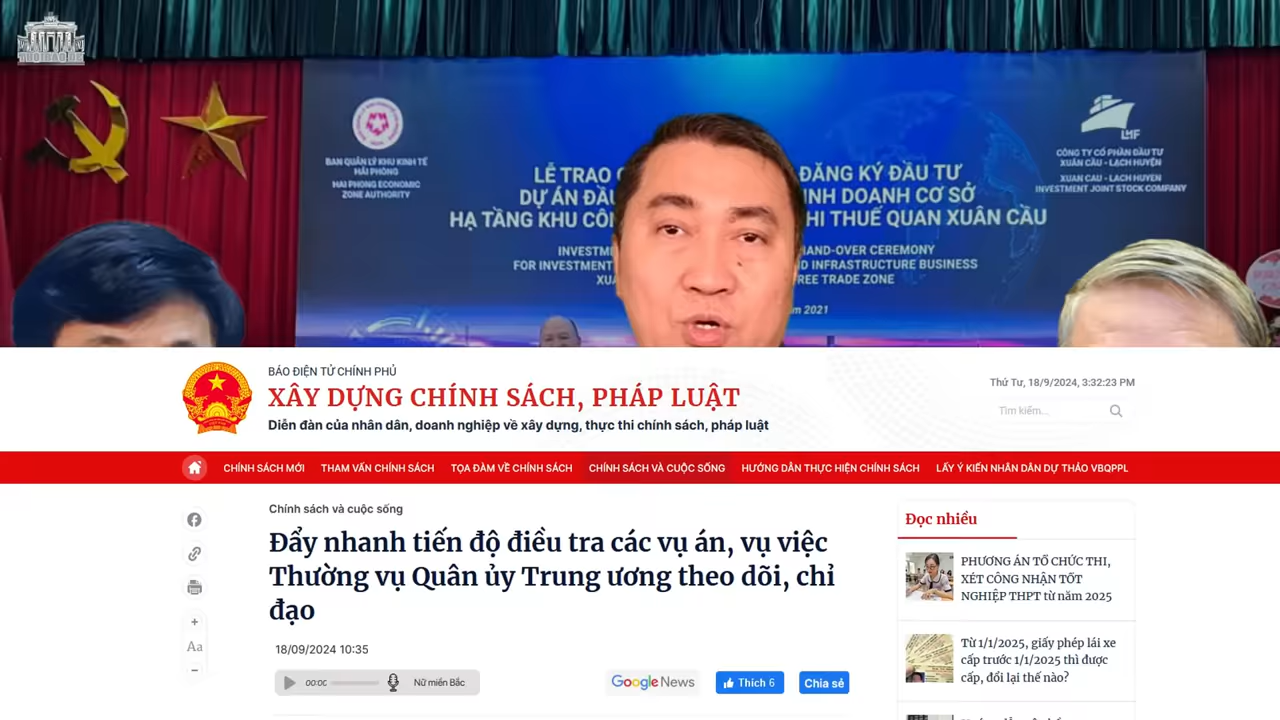 THOIBAO.DE
BAN QUẢN LÝ KHU KINH TẾ
HẢI PHÒNG
HAI PHONG ECONOMIC
ZONE AUTHORITY
LMF
CÔNG TY CỔ PHẦN ĐẦU TƯ
XUÂN CẦU - LẠCH HUYỆN
XUAN CAU - LACH HUYEN
INVESTMENT JOINT STOCK COMPANY
LỄ TRAO ĐĂNG KÝ ĐẦU TƯ
DỰ ÁN ĐẦU INH DOANH CƠ SỞ
HẠ TẦNG KHU CÔN HI THUẾ QUAN XUÂN CẦU
INVESTMEN HAND-OVER CEREMONY
FOR INVESTMENT D INFRASTRUCTURE BUSINESS
XUA REE TRADE ZONE
2021
BÁO ĐIỆN TỬ CHÍNH PHỦ
XÂY DỰNG CHÍNH SÁCH, PHÁP LUẬT
Diễn đàn của nhân dân, doanh nghiệp về xây dựng, thực thi chính sách, pháp luật
Thứ Tư, 18/9/2024, 3:32:23 PM
Tìm kiếm...
CHÍNH SÁCH MỚI THAM VẤN CHÍNH SÁCH TỌA ĐÀM VỀ CHÍNH SÁCH CHÍNH SÁCH VÀ CUỘC SỐNG HƯỚNG DẪN THỰC HIỆN CHÍNH SÁCH LẤY Ý KIẾN NHÂN DÂN DỰ THẢO VBQPPL
Chính sách và cuộc sống
Đẩy nhanh tiến độ điều tra các vụ án, vụ việc
Thường vụ Quân ủy Trung ương theo dõi, chỉ
đạo
18/09/2024 10:35
00:00 Nữ miền Bắc
Google News
Thích 6
Chia sẻ
+
Aa
-
Đọc nhiều
PHƯƠNG ÁN TỔ CHỨC THI,
XÉT CÔNG NHẬN TỐT
NGHIỆP THPT từ năm 2025
Từ 1/1/2025, giấy phép lái xe
cấp trước 1/1/2025 thì được
cấp, đổi lại thế nào?